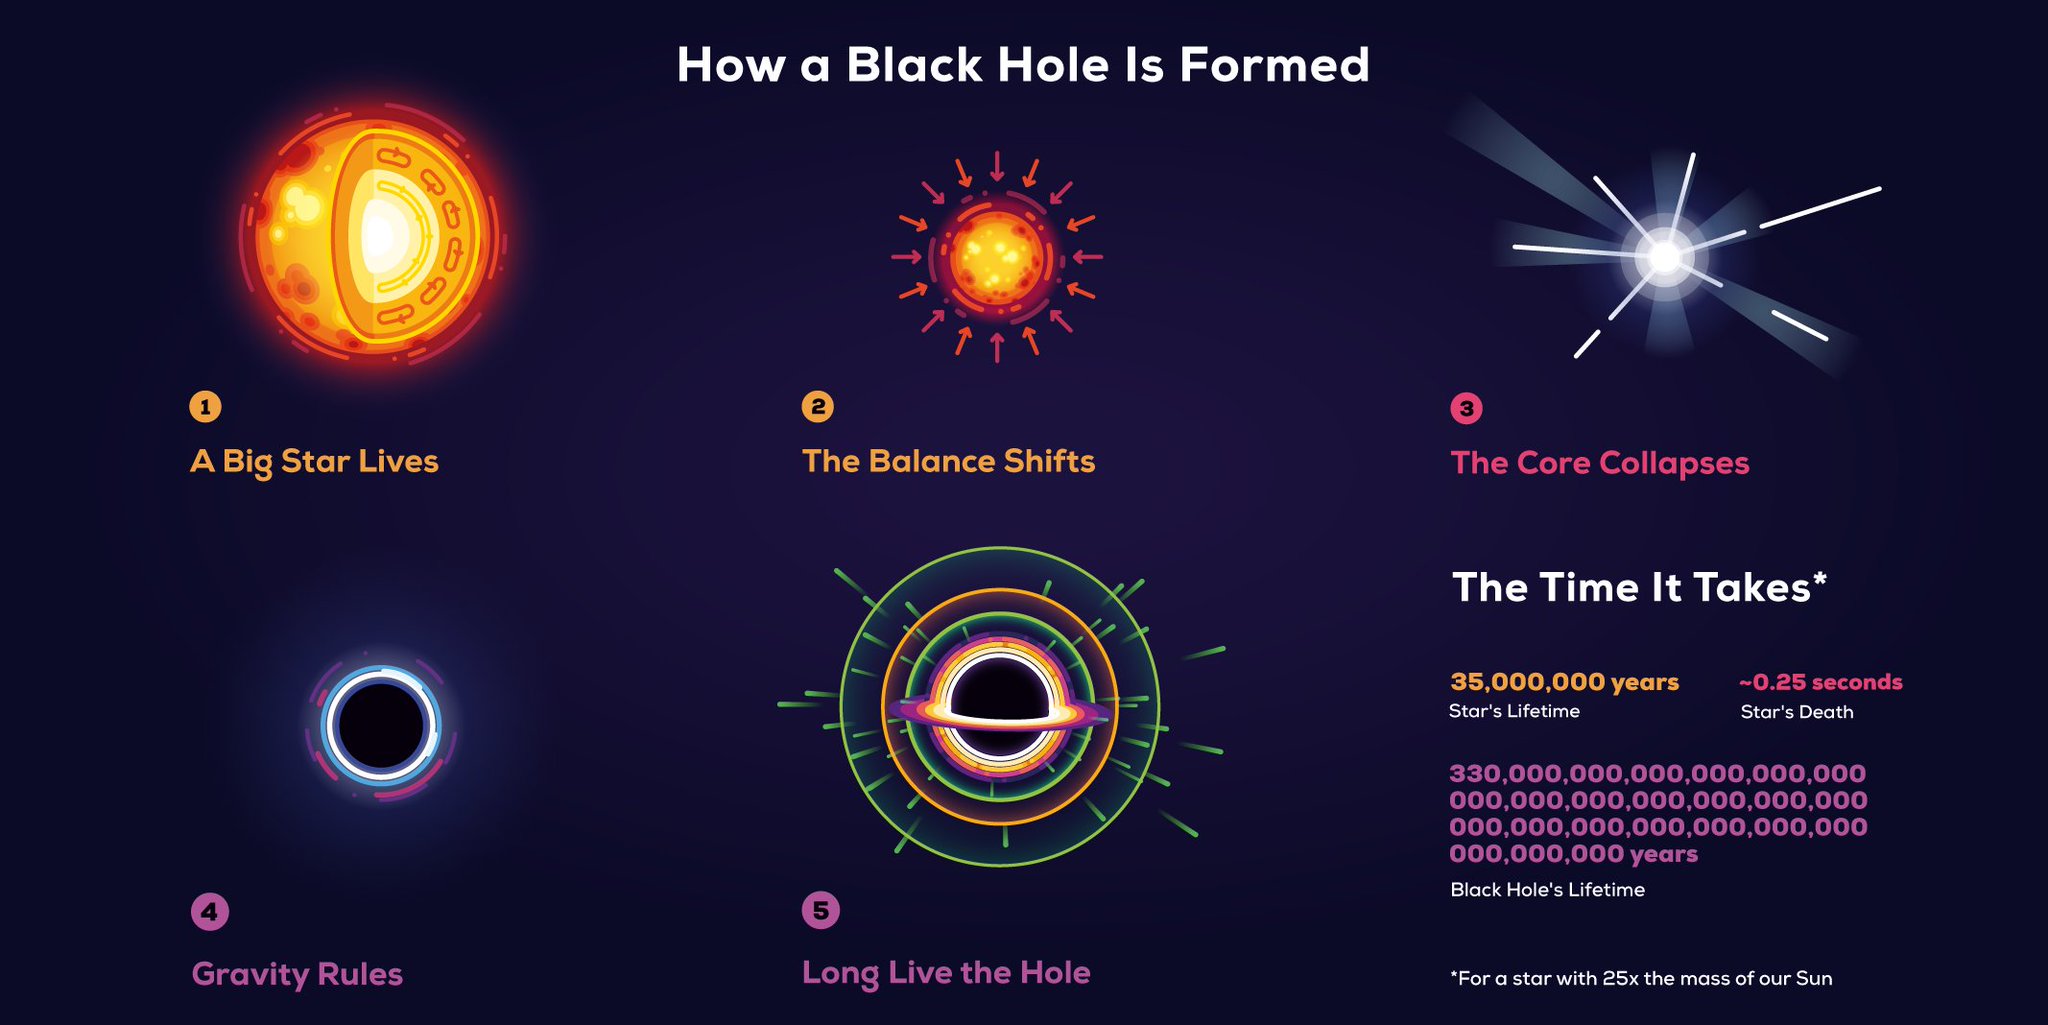 How a Black Hole Is Formed
1
A Big Star Lives
2
The Balance Shifts
3
The Core Collapses
4
Gravity Rules
5
Long Live the Hole
The Time It Takes*
35,000,000 years
Star's Lifetime
~0.25 seconds
Star's Death
330,000,000,000,000,000,000
000,000,000,000,000,000,000
000,000,000,000,000,000,000
000,000,000 years
Black Hole's Lifetime
*For a star with 25x the mass of our Sun